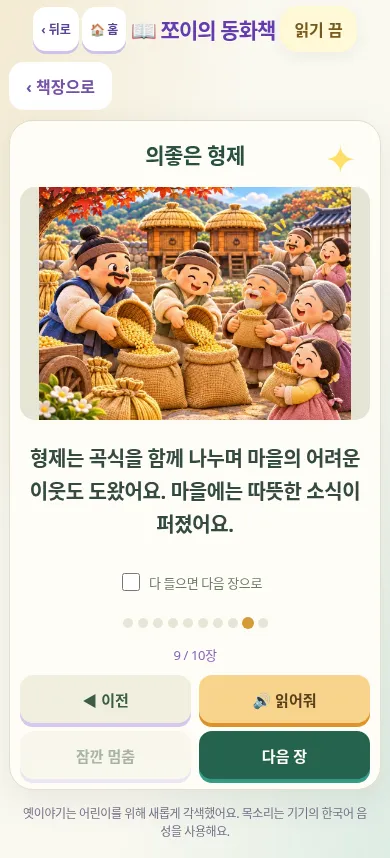 ‹ 뒤로
🏠 홈
📖 쪼이의 동화책
읽기 끔
‹ 책장으로
의좋은 형제
형제는 곡식을 함께 나누며 마을의 어려운
이웃도 도왔어요. 마을에는 따뜻한 소식이
퍼졌어요.
다 들으면 다음 장으로
9 / 10장
◀ 이전
🔊 읽어줘
잠깐 멈춤
다음 장
옛이야기는 어린이를 위해 새롭게 각색했어요. 목소리는 기기의 한국어 음
성을 사용해요.